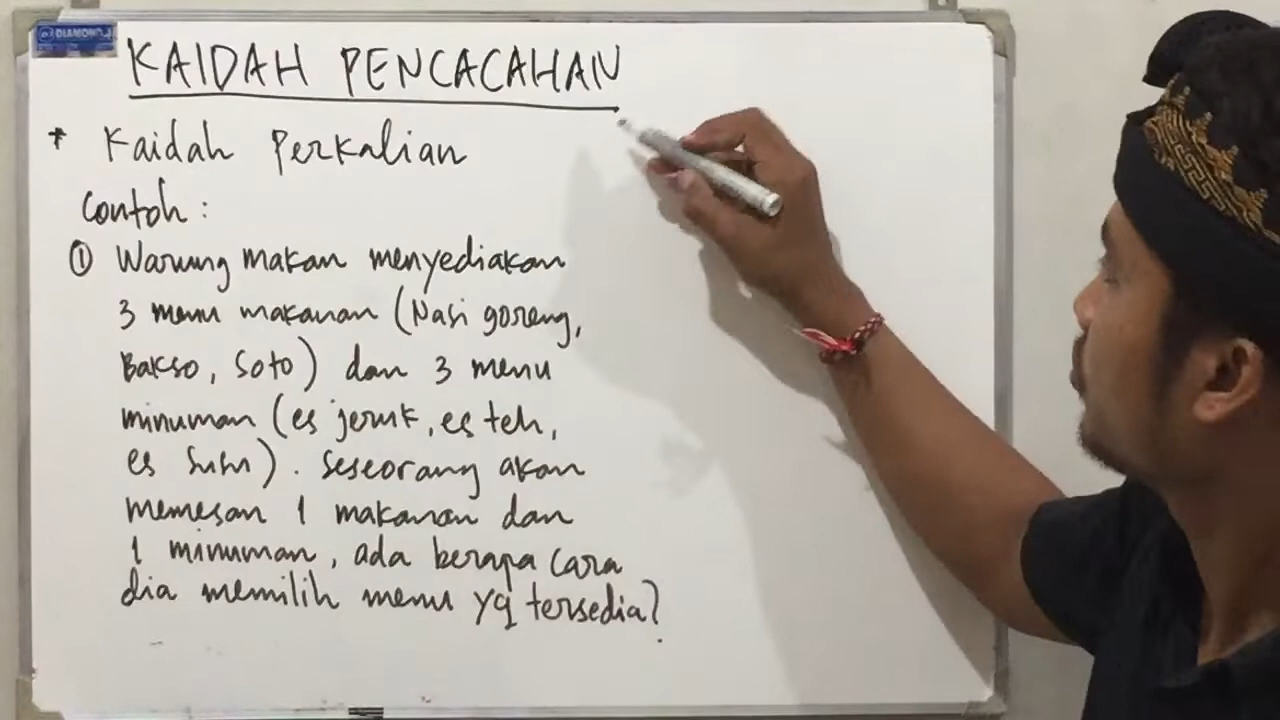 DIAMOND
KAIDAH PENCACAHAN
* Kaidah Perkalian
Contoh :
① Warung makan menyediakan
3 menu makanan (Nasi goreng,
Bakso, Soto) dan 3 menu
minuman (es jeruk, es teh,
es susu). Seseorang akan
memesan 1 makanan dan
1 minuman, ada berapa cara
dia memilih menu yg tersedia?